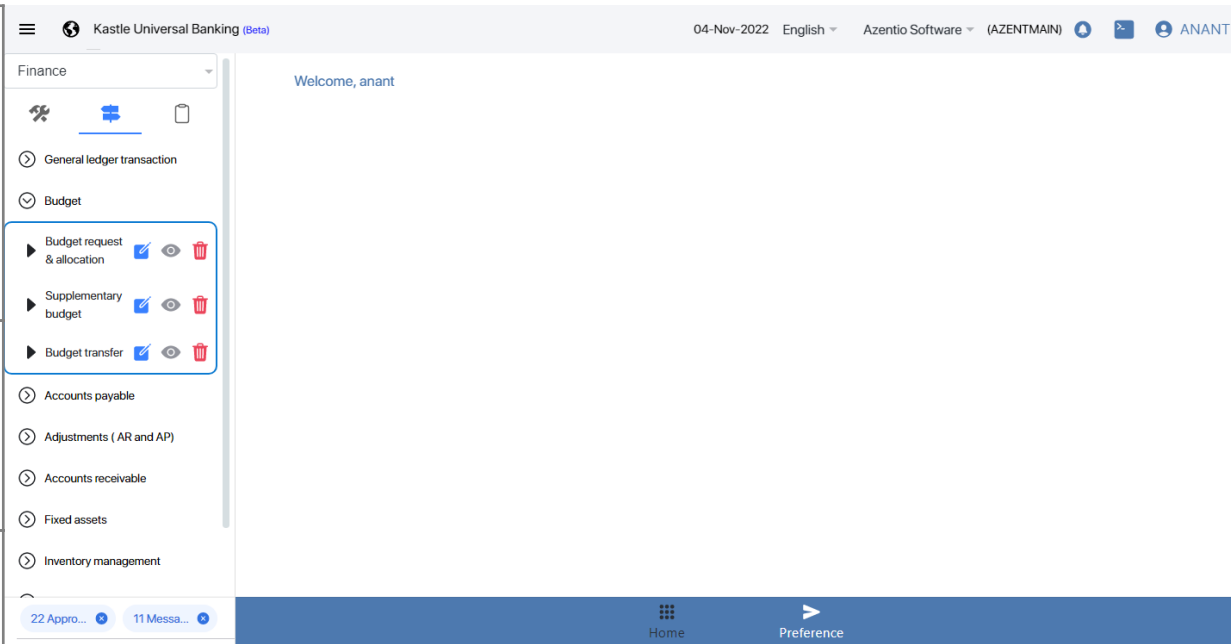 Kastle Universal Banking (Beta)
04-Nov-2022 English Azentio Software (AZENTMAIN) ANANT
Finance
Welcome, anant
General ledger transaction
Budget
Budget request
& allocation
Supplementary
budget
Budget transfer
Accounts payable
Adjustments ( AR and AP)
Accounts receivable
Fixed assets
Inventory management
22 Appro... 11 Messa...
Home
Preference